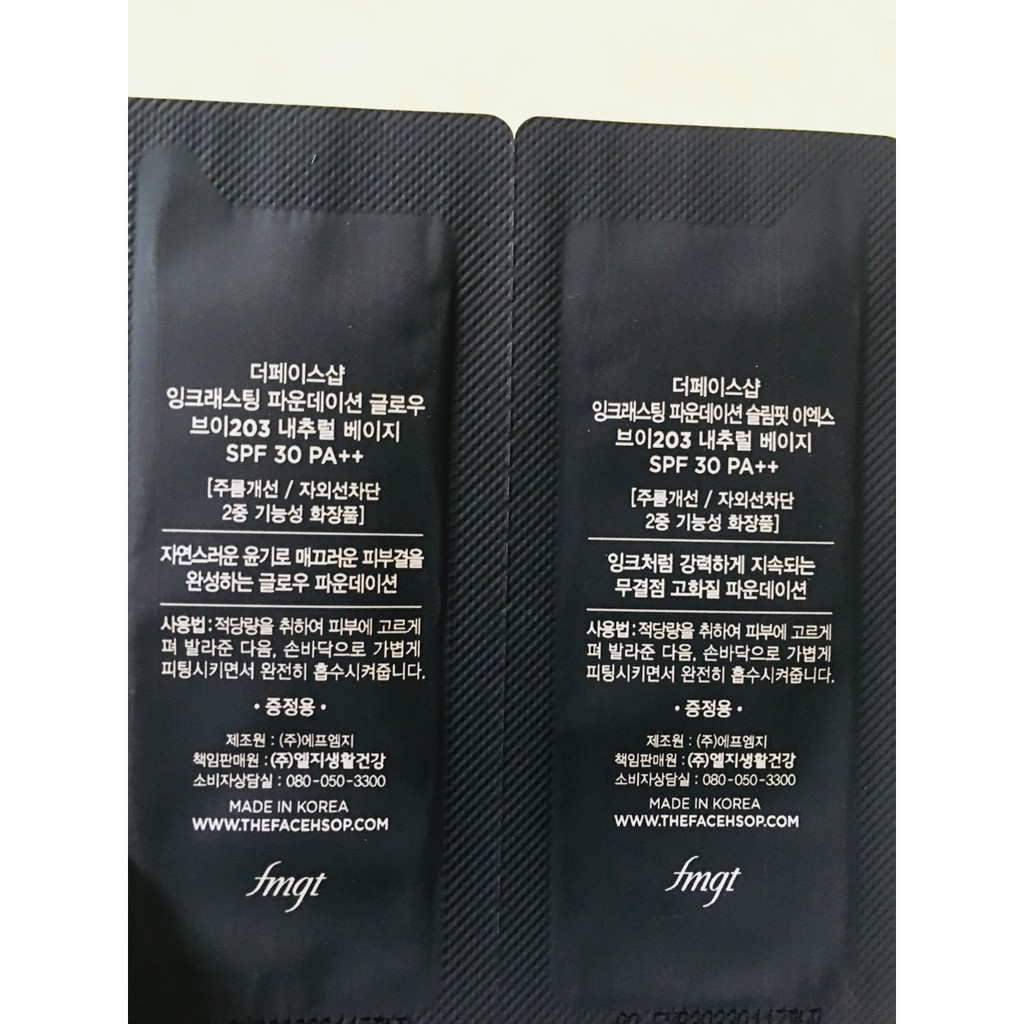 더페이스샵
잉크래스팅 파운데이션 글로우
브이203 내추럴 베이지
SPF 30 PA++
[주름개선 / 자외선차단
2중 기능성 화장품]
자연스러운 윤기로 매끄러운 피부결을
완성하는 글로우 파운데이션
사용법 : 적당량을 취하여 피부에 고르게
펴 발라준 다음, 손바닥으로 가볍게
피팅시키면서 완전히 흡수시켜줍니다.
• 증정용 •
제조원 : (주)에프엠지
책임판매원 : (주)엘지생활건강
소비자상담실 : 080-050-3300
MADE IN KOREA
WWW.THEFACEHSOP.COM
fmgt
더페이스샵
잉크래스팅 파운데이션 슬림핏 이엑스
브이203 내추럴 베이지
SPF 30 PA++
[주름개선 / 자외선차단
2중 기능성 화장품]
잉크처럼 강력하게 지속되는
무결점 고화질 파운데이션
사용법 : 적당량을 취하여 피부에 고르게
펴 발라준 다음, 손바닥으로 가볍게
피팅시키면서 완전히 흡수시켜줍니다.
• 증정용 •
제조원 : (주)에프엠지
책임판매원 : (주)엘지생활건강
소비자상담실 : 080-050-3300
MADE IN KOREA
WWW.THEFACEHSOP.COM
fmgt